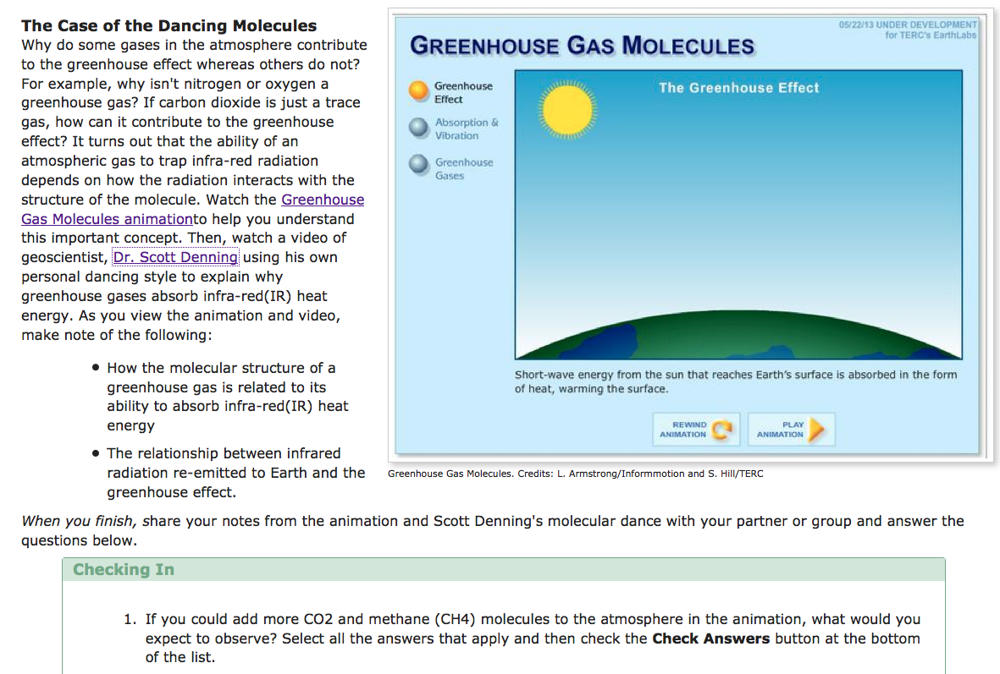 The Case of the Dancing Molecules
Why do some gases in the atmosphere contribute
to the greenhouse effect whereas others do not?
For example, why isn't nitrogen or oxygen a
greenhouse gas? If carbon dioxide is just a trace
gas, how can it contribute to the greenhouse
effect? It turns out that the ability of an
atmospheric gas to trap infra-red radiation
depends on how the radiation interacts with the
structure of the molecule. Watch the Greenhouse
Gas Molecules animationto help you understand
this important concept. Then, watch a video of
geoscientist, Dr. Scott Denning using his own
personal dancing style to explain why
greenhouse gases absorb infra-red(IR) heat
energy. As you view the animation and video,
make note of the following:
• How the molecular structure of a
greenhouse gas is related to its
ability to absorb infra-red(IR) heat
energy
• The relationship between infrared
radiation re-emitted to Earth and the
greenhouse effect.
05/22/13 UNDER DEVELOPMENT
for TERC's EarthLabs
GREENHOUSE GAS MOLECULES
Greenhouse
Effect
Absorption &
Vibration
Greenhouse
Gases
The Greenhouse Effect
Short-wave energy from the sun that reaches Earth's surface is absorbed in the form
of heat, warming the surface.
REWIND
ANIMATION
PLAY
ANIMATION
Greenhouse Gas Molecules. Credits: L. Armstrong/Informmotion and S. Hill/TERC
When you finish, share your notes from the animation and Scott Denning's molecular dance with your partner or group and answer the
questions below.
Checking In
1. If you could add more CO2 and methane (CH4) molecules to the atmosphere in the animation, what would you
expect to observe? Select all the answers that apply and then check the Check Answers button at the bottom
of the list.